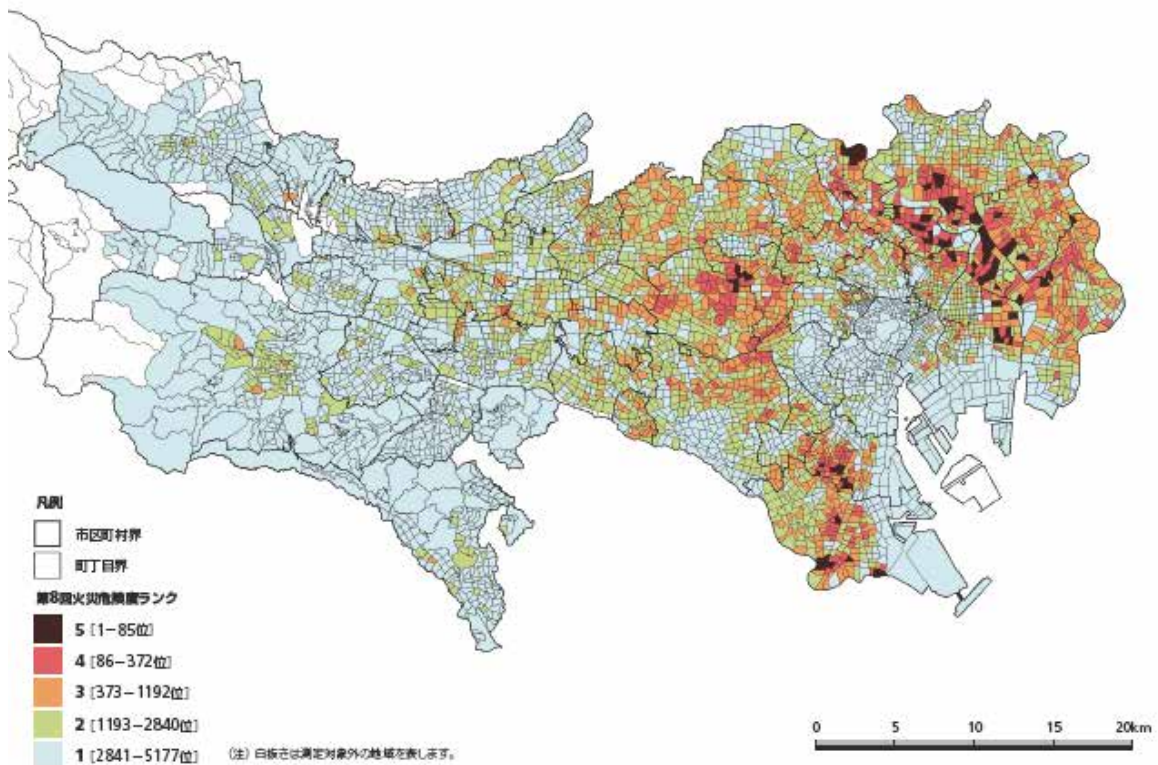 凡例
市区町村界
町丁目界
第8回火災危険度ランク
5 [1−85位]
4 [86−372位]
3 [373−1192位]
2 [1193−2840位]
1 [2841−5177位]
（注）白抜きは測定対象外の地域を表します。
0 5 10 15 20km